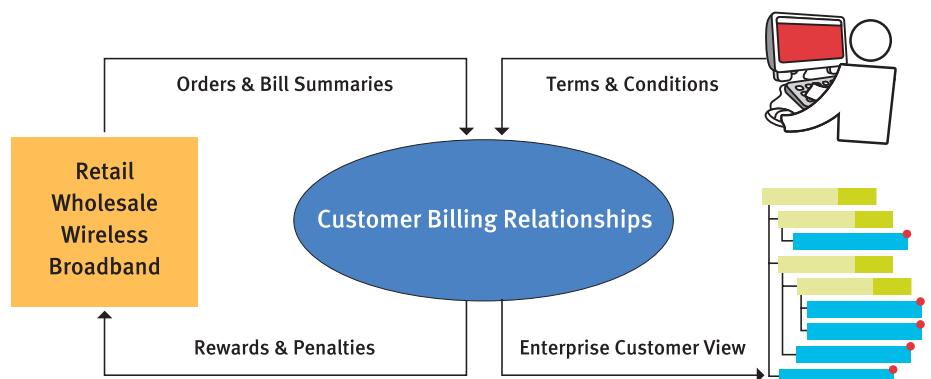 Orders & Bill Summaries
Terms & Conditions
Retail
Wholesale
Wireless
Broadband
Customer Billing Relationships
Rewards & Penalties
Enterprise Customer View